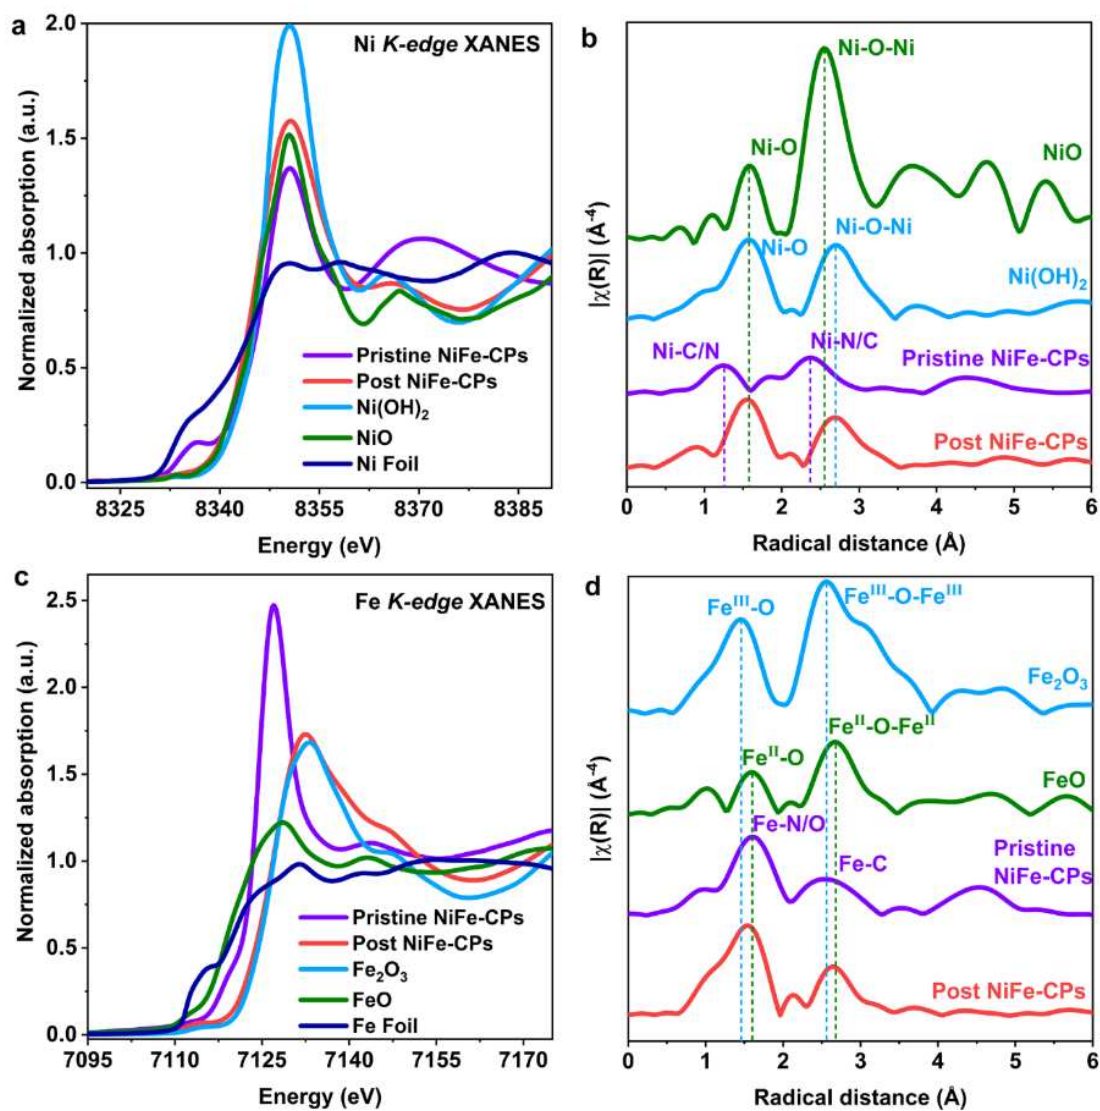 a
Ni K-edge XANES
Normalized absorption (a.u.)
2.0
1.5
1.0
0.5
0.0
Pristine NiFe-CPs
Post NiFe-CPs
Ni(OH)₂
NiO
Ni Foil
8325 8340 8355 8370 8385
Energy (eV)
b
|χ(R)| (Å⁻⁴)
Ni-O-Ni
Ni-O
NiO
Ni-O-Ni
Ni-O
Ni(OH)₂
Ni-C/N
Ni-N/C
Pristine NiFe-CPs
Post NiFe-CPs
0 1 2 3 4 5 6
Radical distance (Å)
c
Fe K-edge XANES
Normalized absorption (a.u.)
2.5
2.0
1.5
1.0
0.5
0.0
Pristine NiFe-CPs
Post NiFe-CPs
Fe₂O₃
FeO
Fe Foil
7095 7110 7125 7140 7155 7170
Energy (eV)
d
|χ(R)| (Å⁻⁴)
Feᴵᴵᴵ-O
Feᴵᴵᴵ-O-Feᴵᴵᴵ
Fe₂O₃
Feᴵᴵ-O-Feᴵᴵ
Feᴵᴵ-O
FeO
Fe-N/O
Fe-C
Pristine
NiFe-CPs
Post NiFe-CPs
0 1 2 3 4 5 6
Radical distance (Å)